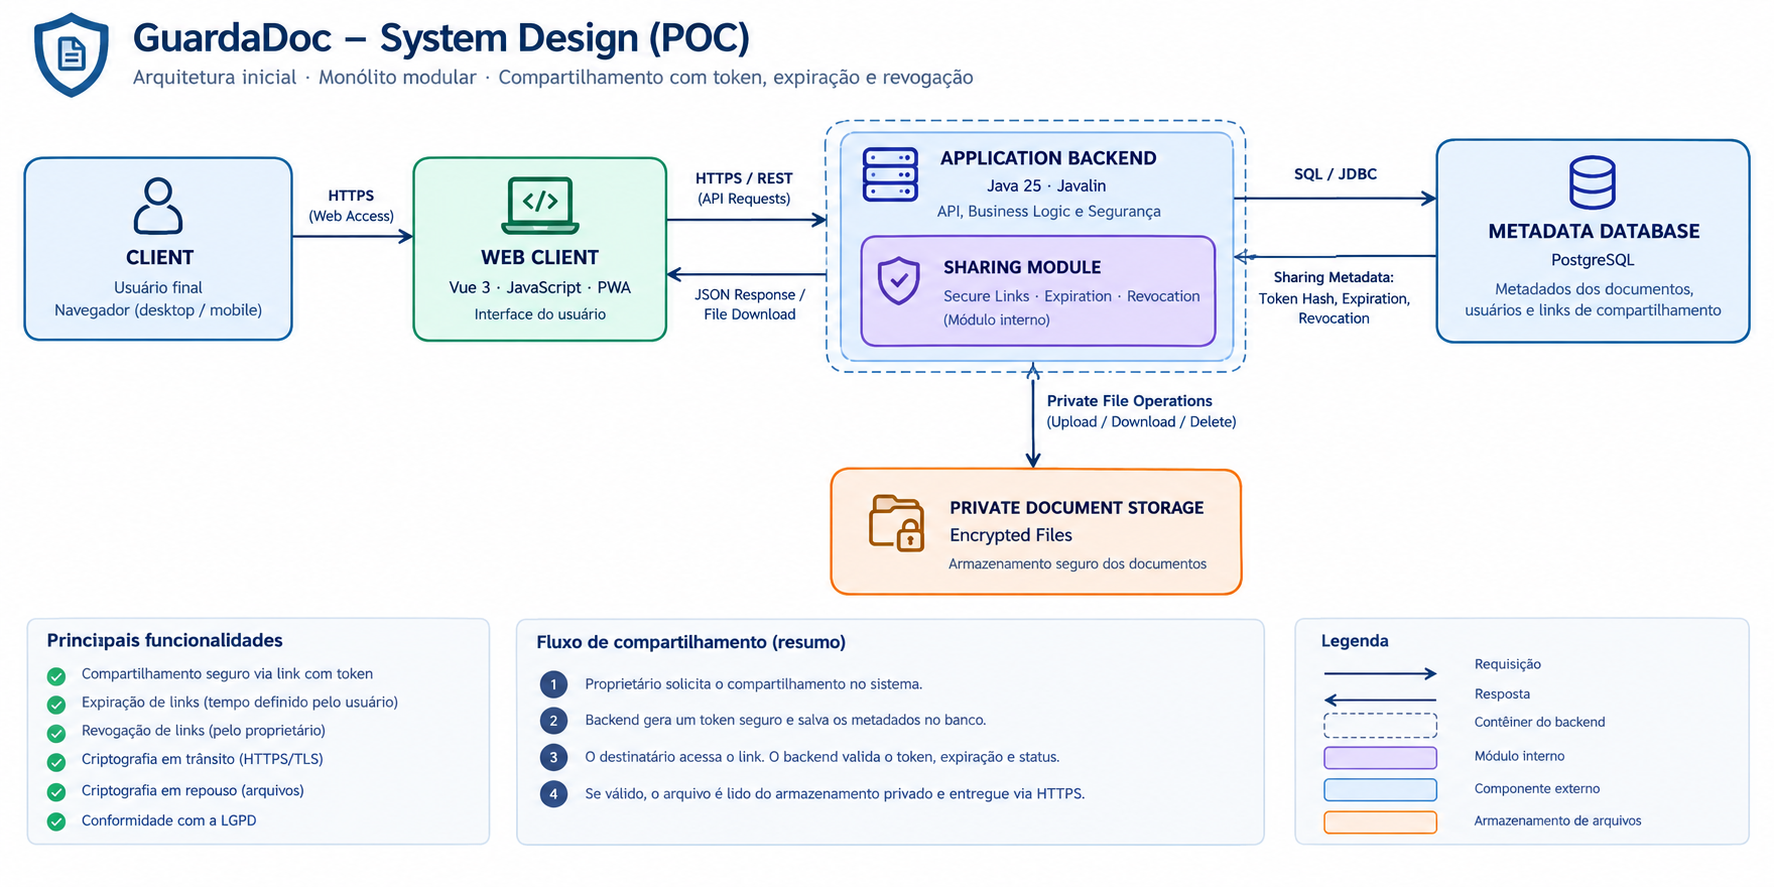 GuardaDoc – System Design (POC)
Arquitetura inicial · Monólito modular · Compartilhamento com token, expiração e revogação
CLIENT
Usuário final
Navegador (desktop / mobile)
HTTPS
(Web Access)
WEB CLIENT
Vue 3 · JavaScript · PWA
Interface do usuário
HTTPS / REST
(API Requests)
JSON Response /
File Download
APPLICATION BACKEND
Java 25 · Javalin
API, Business Logic e Segurança
SHARING MODULE
Secure Links · Expiration · Revocation
(Módulo interno)
SQL / JDBC
Sharing Metadata:
Token Hash, Expiration,
Revocation
METADATA DATABASE
PostgreSQL
Metadados dos documentos,
usuários e links de compartilhamento
Private File Operations
(Upload / Download / Delete)
PRIVATE DOCUMENT STORAGE
Encrypted Files
Armazenamento seguro dos documentos
Principais funcionalidades
Compartilhamento seguro via link com token
Expiração de links (tempo definido pelo usuário)
Revogação de links (pelo proprietário)
Criptografia em trânsito (HTTPS/TLS)
Criptografia em repouso (arquivos)
Conformidade com a LGPD
Fluxo de compartilhamento (resumo)
1 Proprietário solicita o compartilhamento no sistema.
2 Backend gera um token seguro e salva os metadados no banco.
3 O destinatário acessa o link. O backend valida o token, expiração e status.
4 Se válido, o arquivo é lido do armazenamento privado e entregue via HTTPS.
Legenda
Requisição
Resposta
Contêiner do backend
Módulo interno
Componente externo
Armazenamento de arquivos